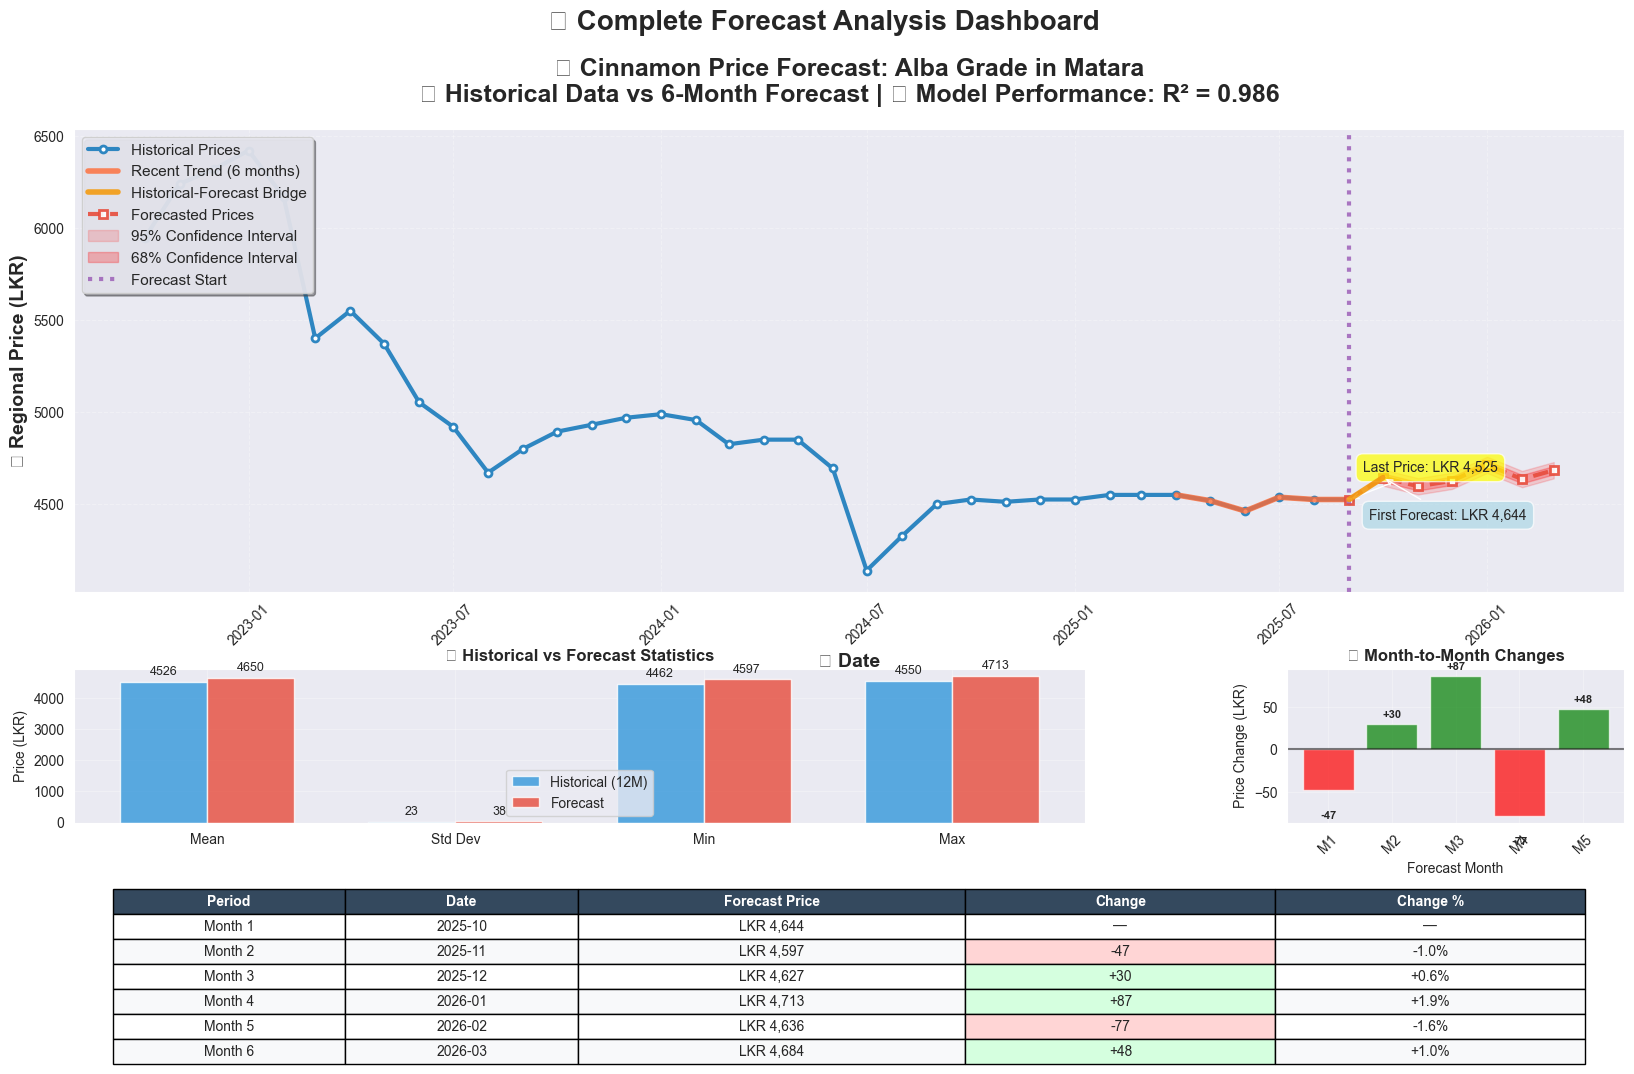 Complete Forecast Analysis Dashboard
Cinnamon Price Forecast: Alba Grade in Matara
Historical Data vs 6-Month Forecast | Model Performance: R² = 0.986
Regional Price (LKR)
6500
6000
5500
5000
4500
Historical Prices
Recent Trend (6 months)
Historical-Forecast Bridge
Forecasted Prices
95% Confidence Interval
68% Confidence Interval
Forecast Start
Last Price: LKR 4,525
First Forecast: LKR 4,644
2023-01
2023-07
2024-01
2024-07
2025-01
2025-07
2026-01
Date
Historical vs Forecast Statistics
Price (LKR)
4000
3000
2000
1000
0
4526
4650
23
38
4462
4597
4550
4713
Historical (12M)
Forecast
Mean
Std Dev
Min
Max
Month-to-Month Changes
Price Change (LKR)
50
0
−50
-47
+30
+87
-77
+48
M1
M2
M3
M4
M5
Forecast Month
Period Date Forecast Price Change Change %
Month 1 2025-10 LKR 4,644 — —
Month 2 2025-11 LKR 4,597 -47 -1.0%
Month 3 2025-12 LKR 4,627 +30 +0.6%
Month 4 2026-01 LKR 4,713 +87 +1.9%
Month 5 2026-02 LKR 4,636 -77 -1.6%
Month 6 2026-03 LKR 4,684 +48 +1.0%